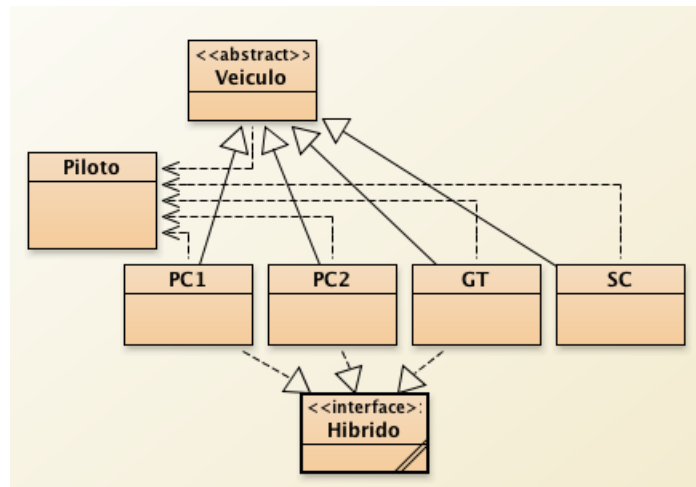 <<abstract>>
Veiculo
Piloto
PC1
PC2
GT
SC
<<interface>:
Hibrido